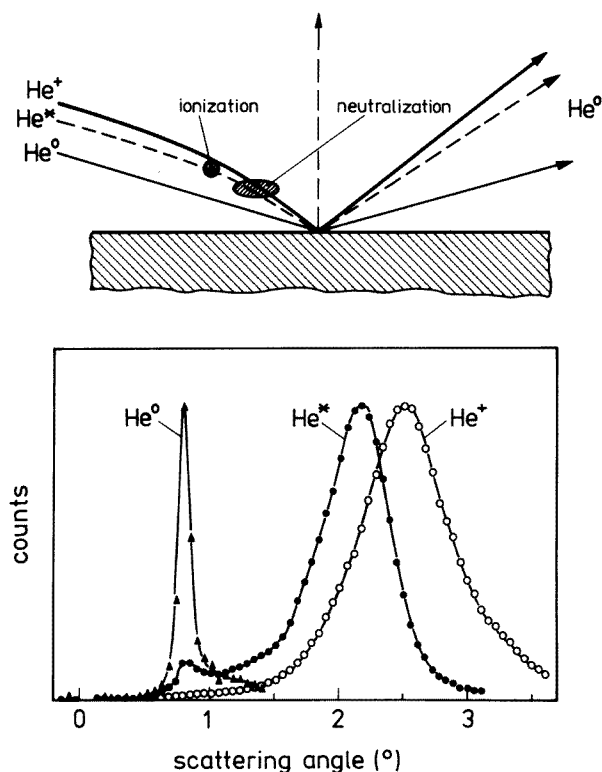 He⁺
He*
He⁰
ionization
neutralization
He⁰
He⁰
He*
He⁺
counts
0 1 2 3
scattering angle (°)